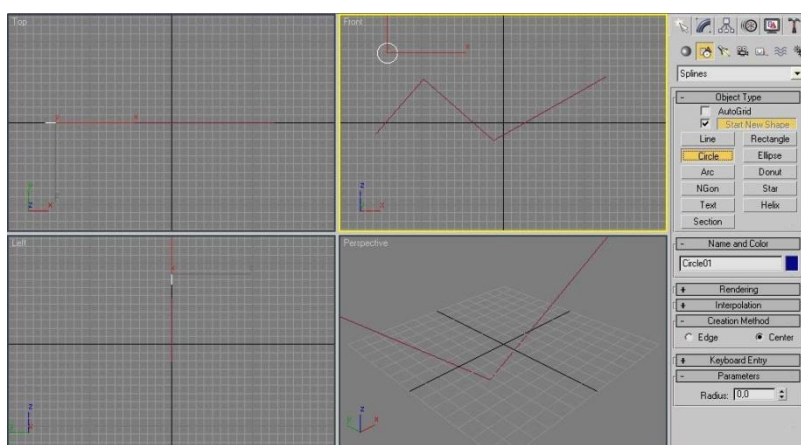 Top
Front
Left
Perspective
Splines
- Object Type
AutoGrid
Start New Shape
Line Rectangle
Circle Ellipse
Arc Donut
NGon Star
Text Helix
Section
- Name and Color
Circle01
+ Rendering
+ Interpolation
- Creation Method
Edge Center
+ Keyboard Entry
- Parameters
Radius: 0,0